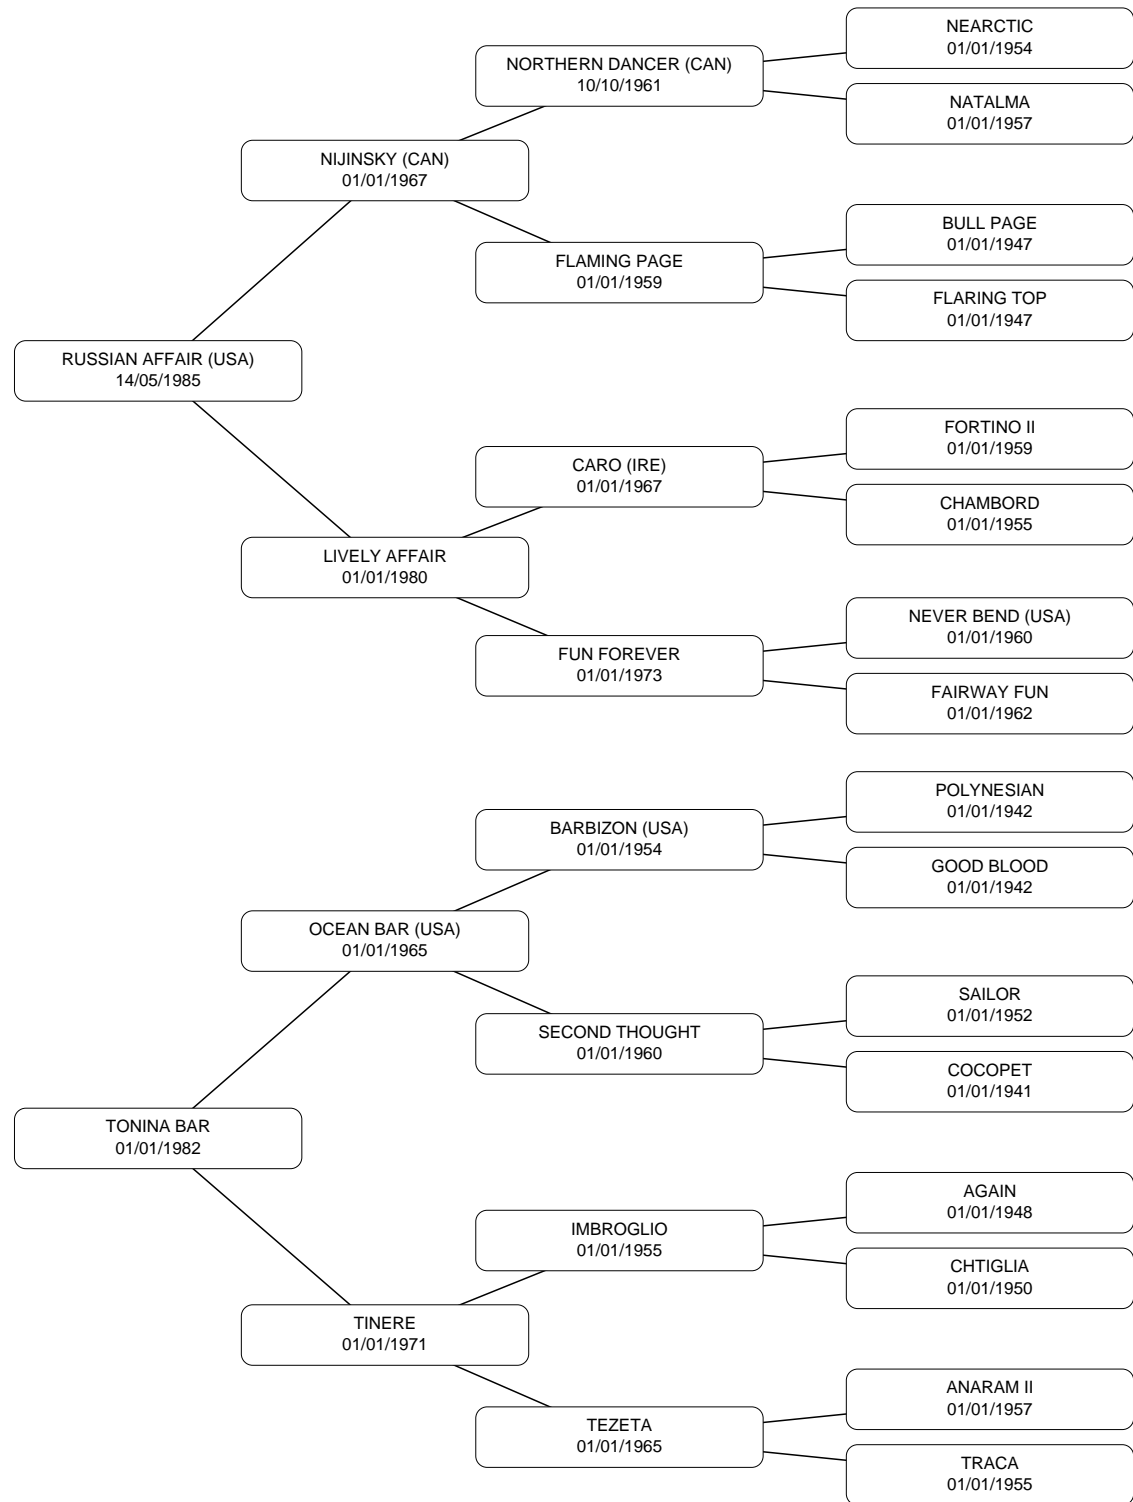 NEARCTIC
01/01/1954
NORTHERN DANCER (CAN)
10/10/1961
NATALMA
01/01/1957
NIJINSKY (CAN)
01/01/1967
BULL PAGE
01/01/1947
FLAMING PAGE
01/01/1959
FLARING TOP
01/01/1947
RUSSIAN AFFAIR (USA)
14/05/1985
FORTINO II
01/01/1959
CARO (IRE)
01/01/1967
CHAMBORD
01/01/1955
LIVELY AFFAIR
01/01/1980
NEVER BEND (USA)
01/01/1960
FUN FOREVER
01/01/1973
FAIRWAY FUN
01/01/1962
POLYNESIAN
01/01/1942
BARBIZON (USA)
01/01/1954
GOOD BLOOD
01/01/1942
OCEAN BAR (USA)
01/01/1965
SAILOR
01/01/1952
SECOND THOUGHT
01/01/1960
COCOPET
01/01/1941
TONINA BAR
01/01/1982
AGAIN
01/01/1948
IMBROGLIO
01/01/1955
CHTIGLIA
01/01/1950
TINERE
01/01/1971
ANARAM II
01/01/1957
TEZETA
01/01/1965
TRACA
01/01/1955